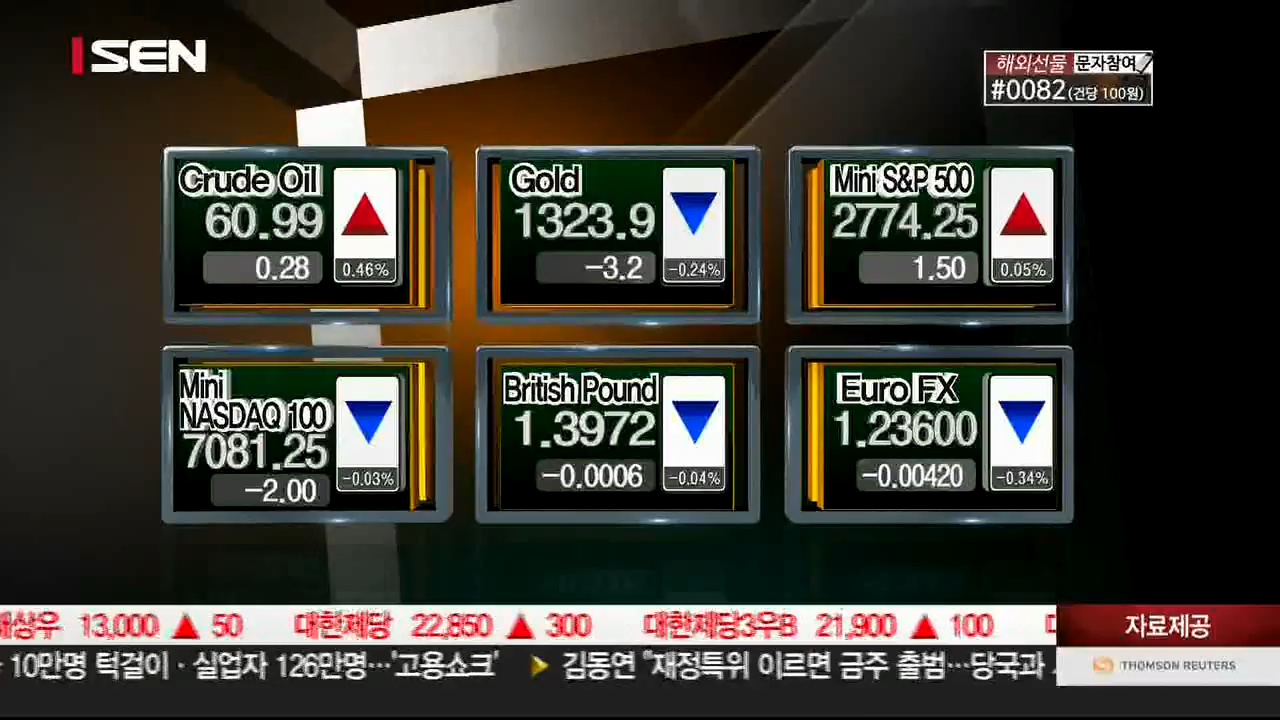 SEN
해외선물 문자참여
#0082(건당 100원)
Crude Oil
60.99
0.28
0.46%
Gold
1323.9
-3.2
-0.24%
Mini S&P 500
2774.25
1.50
0.05%
Mini
NASDAQ 100
7081.25
-2.00
-0.03%
British Pound
1.3972
-0.0006
-0.04%
Euro FX
1.23600
-0.00420
-0.34%
상우 13,000 ▲ 50 대한제당 22,850 ▲ 300 대한제당3우B 21,900 ▲ 100
자료제공
10만명 턱걸이·실업자 126만명…'고용쇼크' 김동연 "재정특위 이르면 금주 출범…당국과
THOMSON REUTERS